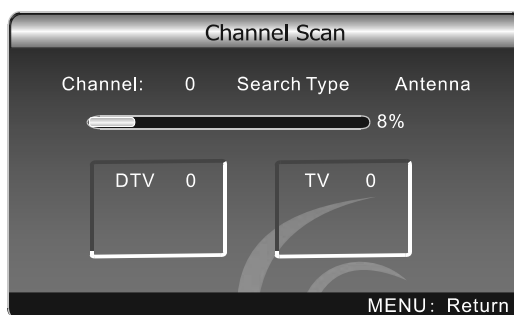 Channel Scan
Channel: 0 Search Type Antenna
8%
DTV 0 TV 0
MENU: Return